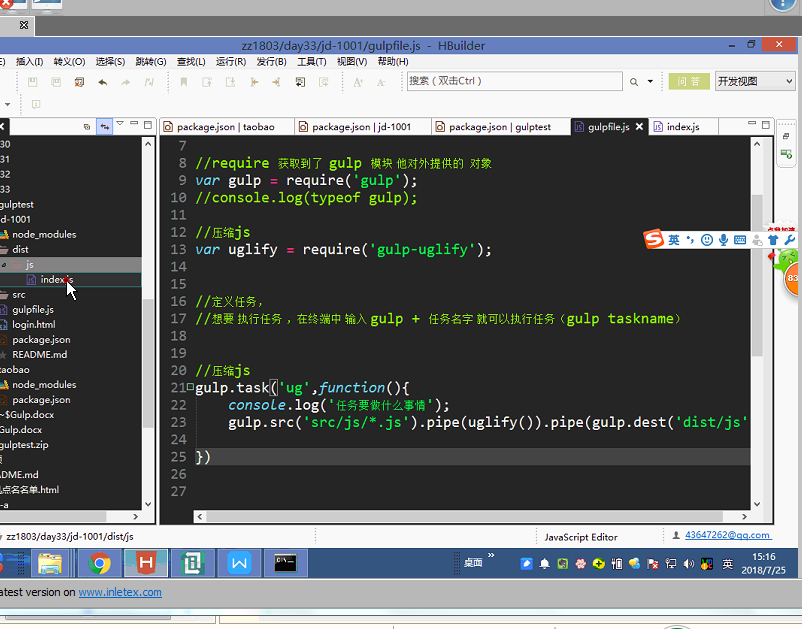 zz1803/day33/jd-1001/gulpfile.js - HBuilder
插入(I) 转义(O) 选择(S) 跳转(G) 查找(L) 运行(R) 发行(B) 工具(T) 视图(V) 帮助(H)
搜索（双击Ctrl）
问 答
开发视图
package.json | taobao
package.json | jd-1001
package.json | gulptest
gulpfile.js
index.js
30
31
32
33
gulptest
jd-1001
node_modules
dist
js
index.js
src
gulpfile.js
login.html
package.json
README.md
taobao
node_modules
package.json
~$Gulp.docx
Gulp.docx
gulptest.zip
DME.md
点名名单.html
-a
7
8 //require 获取到了 gulp 模块 他对外提供的 对象
9 var gulp = require('gulp');
10 //console.log(typeof gulp);
11
12 //压缩js
13 var uglify = require('gulp-uglify');
14
15
16 //定义任务，
17 //想要 执行任务 ，在终端中 输入 gulp + 任务名字 就可以执行任务（gulp taskname）
18
19
20 //压缩js
21 gulp.task('ug',function(){
22 console.log('任务要做什么事情');
23 gulp.src('src/js/*.js').pipe(uglify()).pipe(gulp.dest('dist/js'
24
25 })
26
27
英
83
zz1803/day33/jd-1001/dist/js
JavaScript Editor
43647262@qq.com
桌面
英
15:16
2018/7/25
atest version on www.inletex.com